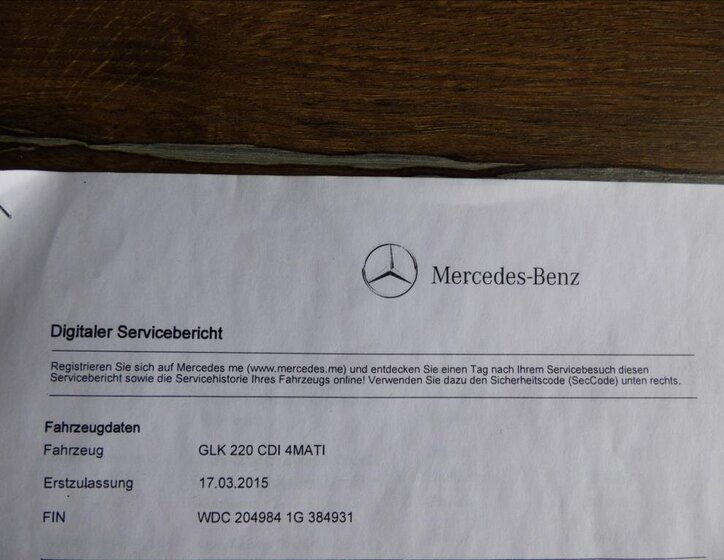 Mercedes-Benz
Digitaler Servicebericht
Registrieren Sie sich auf Mercedes me (www.mercedes.me) und entdecken Sie einen Tag nach Ihrem Servicebesuch diesen
Servicebericht sowie die Servicehistorie Ihres Fahrzeugs online! Verwenden Sie dazu den Sicherheitscode (SecCode) unten rechts.
Fahrzeugdaten
Fahrzeug GLK 220 CDI 4MATI
Erstzulassung 17.03.2015
FIN WDC 204984 1G 384931